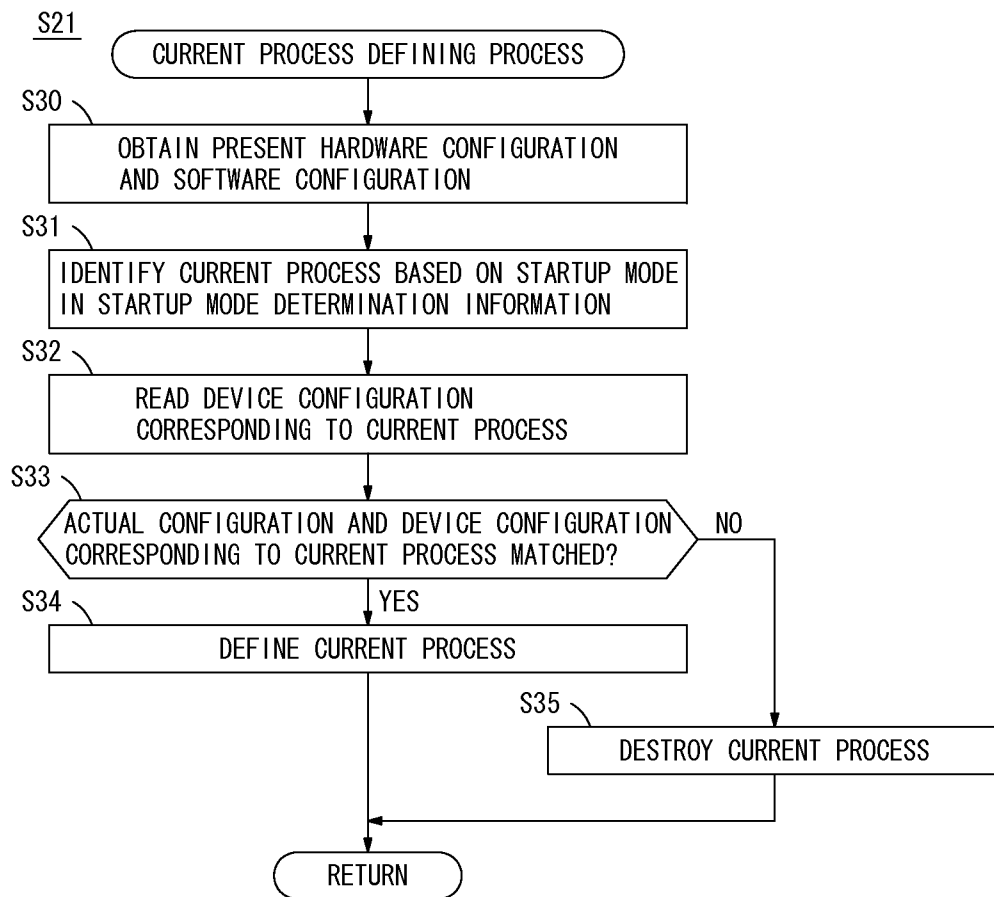 S21
CURRENT PROCESS DEFINING PROCESS
S30
OBTAIN PRESENT HARDWARE CONFIGURATION
AND SOFTWARE CONFIGURATION
S31
IDENTIFY CURRENT PROCESS BASED ON STARTUP MODE
IN STARTUP MODE DETERMINATION INFORMATION
S32
READ DEVICE CONFIGURATION
CORRESPONDING TO CURRENT PROCESS
S33
ACTUAL CONFIGURATION AND DEVICE CONFIGURATION
CORRESPONDING TO CURRENT PROCESS MATCHED?
NO
YES
S34
DEFINE CURRENT PROCESS
S35
DESTROY CURRENT PROCESS
RETURN